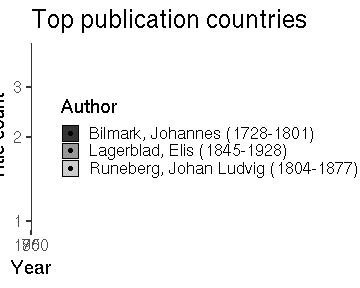 Top publication countries
3
2
1
Author
Bilmark, Johannes (1728-1801)
Lagerblad, Elis (1845-1928)
Runeberg, Johan Ludvig (1804-1877)
Year